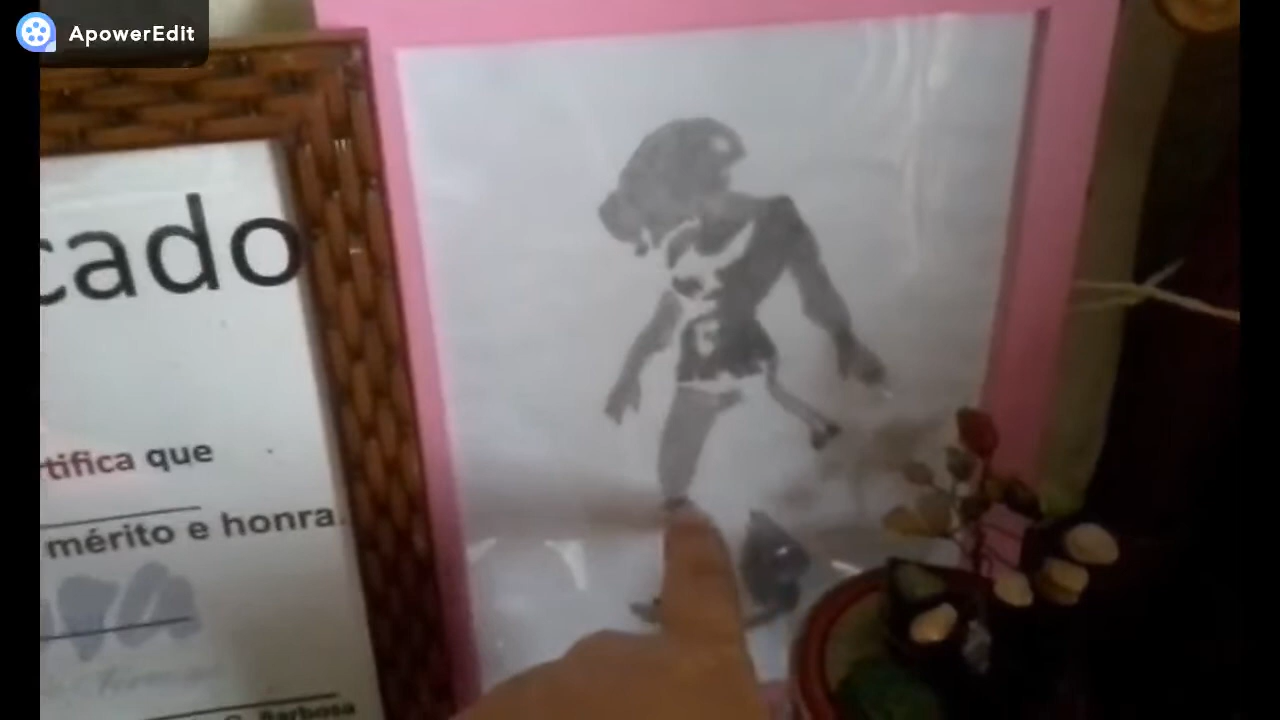 ApowerEdit
cado
tifica que
mérito e honra.
Barbosa